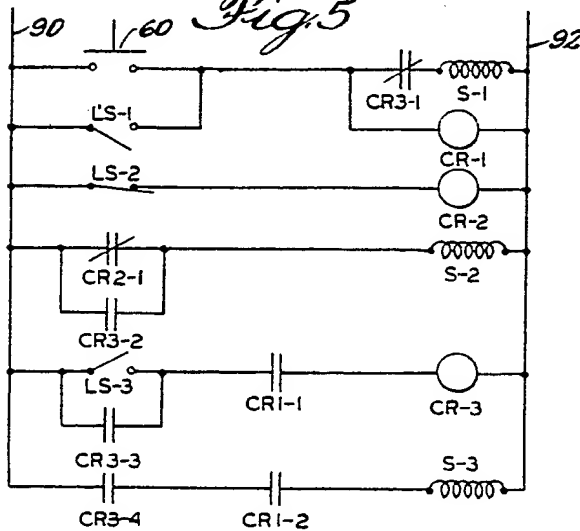 90
60
Fig. 5
92
CR3-1
S-1
LS-1
CR-1
LS-2
CR-2
CR2-1
S-2
CR3-2
LS-3
CR1-1
CR-3
CR3-3
S-3
CR3-4
CR1-2